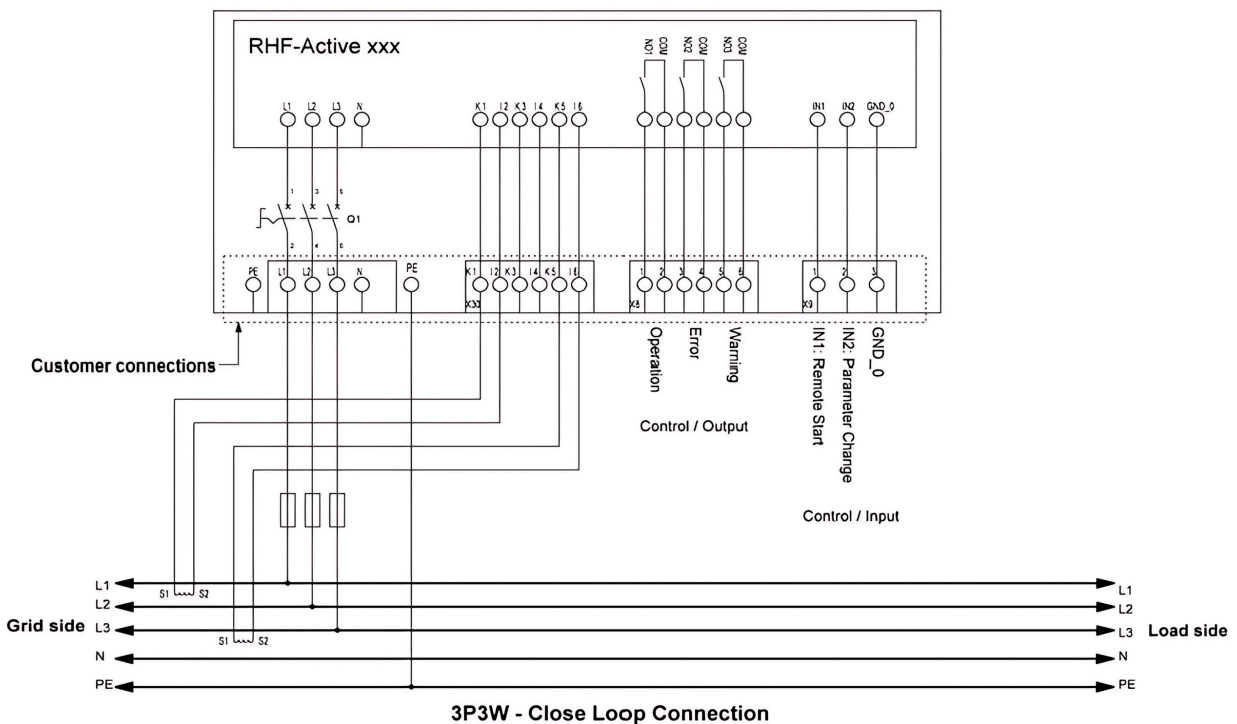 RHF-Active xxx
NO1 COM NO2 COM NO3 COM
L1 L2 L3 N K1 I2 K3 I4 K5 I6 IN1 IN2 GND_0
1 3 5
Q1
2 4 6
PE L1 L2 L3 N PE K1 I2 K3 I4 K5 I6 1 2 3 4 5 6 1 2 3
X30 X8 X9
Customer connections
Operation
Error
Warning
IN1: Remote Start
IN2: Parameter Change
GND_0
Control / Output
Control / Input
L1 L1
S1 S2
L2 L2
Grid side L3 L3 Load side
S1 S2
N N
PE PE
3P3W - Close Loop Connection